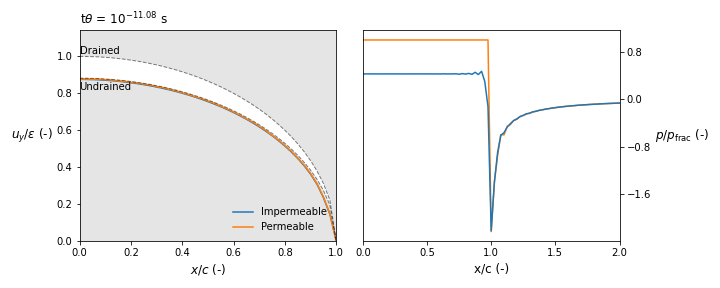 tθ = 10^{-11.08} s
Drained
Undrained
1.0
0.8
0.6
0.4
0.2
0.0
u_y/ε (-)
Impermeable
Permeable
0.0 0.2 0.4 0.6 0.8 1.0
x/c (-)
0.8
0.0
−0.8
−1.6
p/p_frac (-)
0.0 0.5 1.0 1.5 2.0
x/c (-)